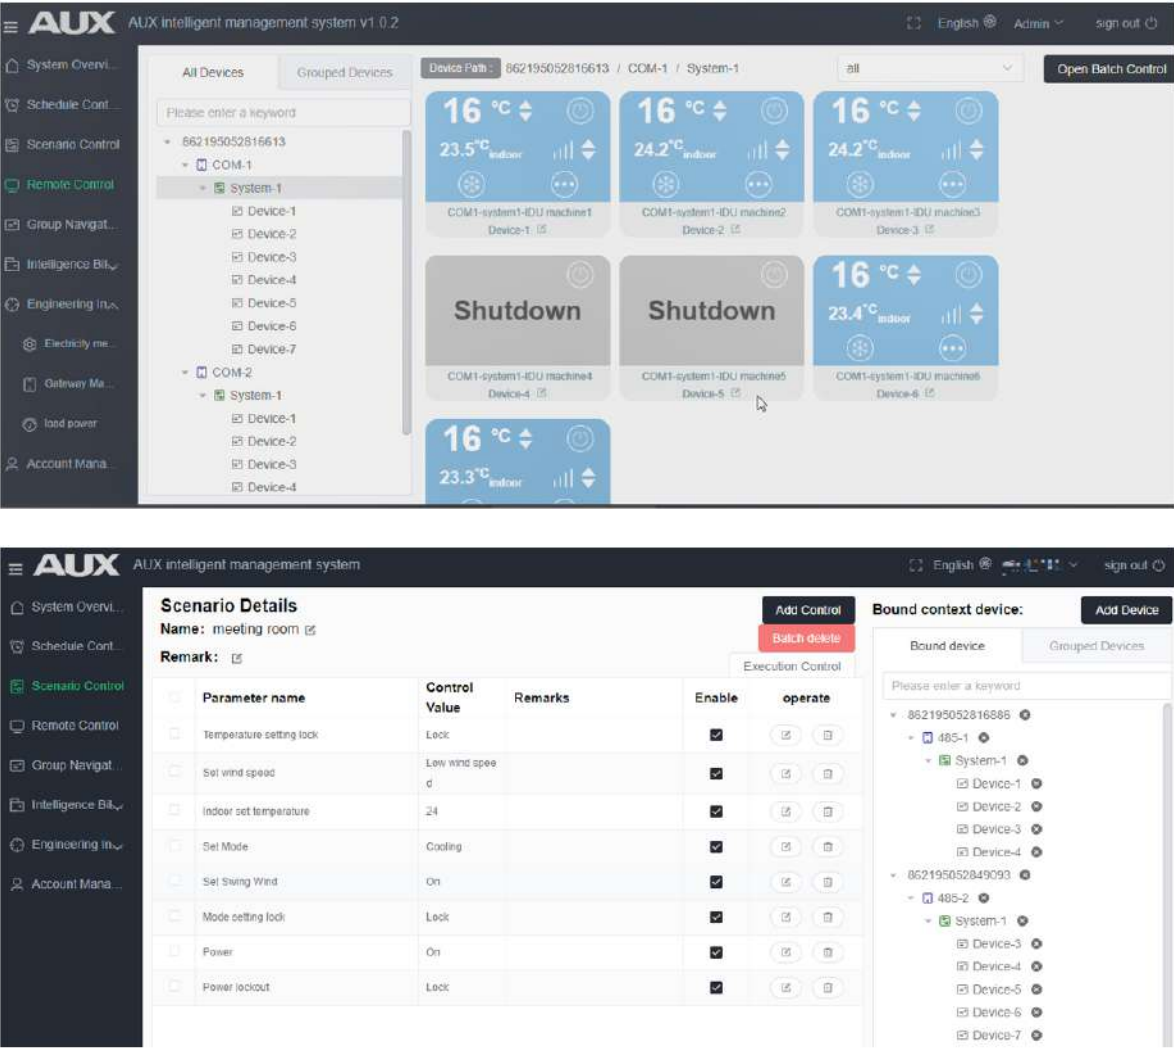 AUX AUX intelligent management system v1.0.2
English Admin sign out
System Overvi...
Schedule Cont...
Scenario Control
Remote Control
Group Navigat...
Intelligence Bil...
Engineering In...
Electricity me...
Gateway Ma...
load power
Account Mana...
All Devices Grouped Devices
Please enter a keyword
862195052816613
COM-1
System-1
Device-1
Device-2
Device-3
Device-4
Device-5
Device-6
Device-7
COM-2
System-1
Device-1
Device-2
Device-3
Device-4
Device Path: 862195052816613 / COM-1 / System-1
all
Open Batch Control
16 °C
23.5°C indoor
COM1-system1-IDU machine1
Device-1
16 °C
24.2°C indoor
COM1-system1-IDU machine2
Device-2
16 °C
24.2°C indoor
COM1-system1-IDU machine3
Device-3
Shutdown
COM1-system1-IDU machine4
Device-4
Shutdown
COM1-system1-IDU machine5
Device-5
16 °C
23.4°C indoor
COM1-system1-IDU machine6
Device-6
16 °C
23.3°C indoor
AUX AUX intelligent management system
English sign out
System Overvi...
Schedule Cont...
Scenario Control
Remote Control
Group Navigat...
Intelligence Bil...
Engineering In...
Account Mana...
Scenario Details
Name: meeting room
Remark:
Add Control
Batch delete
Execution Control
Parameter name Control Value Remarks Enable operate
Temperature setting lock Lock
Set wind speed Low wind speed
Indoor set temperature 24
Set Mode Cooling
Set Swing Wind On
Mode setting lock Lock
Power On
Power lockout Lock
Bound context device: Add Device
Bound device Grouped Devices
Please enter a keyword
862195052816886
485-1
System-1
Device-1
Device-2
Device-3
Device-4
862195052849093
485-2
System-1
Device-3
Device-4
Device-5
Device-6
Device-7